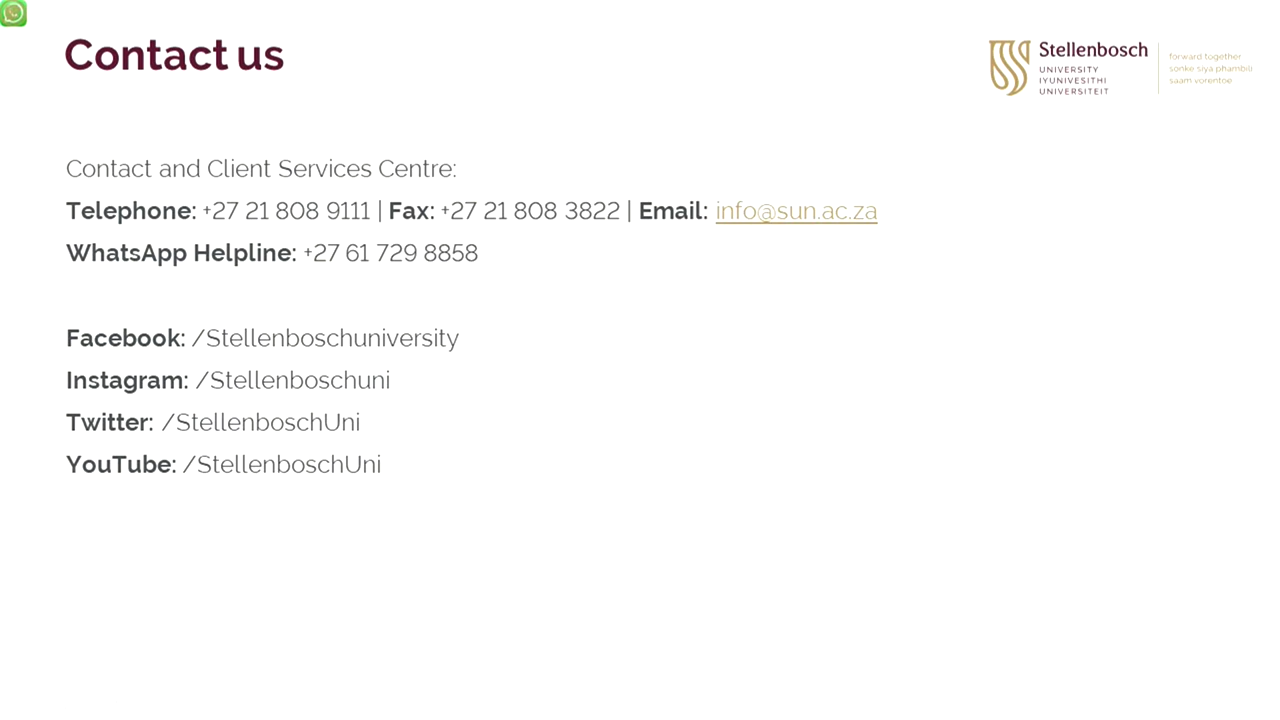 Contact us
Stellenbosch
UNIVERSITY
IYUNIVESITHI
UNIVERSITEIT
forward together
sonke siya phambili
saam vorentoe
Contact and Client Services Centre:
Telephone: +27 21 808 9111 | Fax: +27 21 808 3822 | Email: info@sun.ac.za
WhatsApp Helpline: +27 61 729 8858
Facebook: /Stellenboschuniversity
Instagram: /Stellenboschuni
Twitter: /StellenboschUni
YouTube: /StellenboschUni